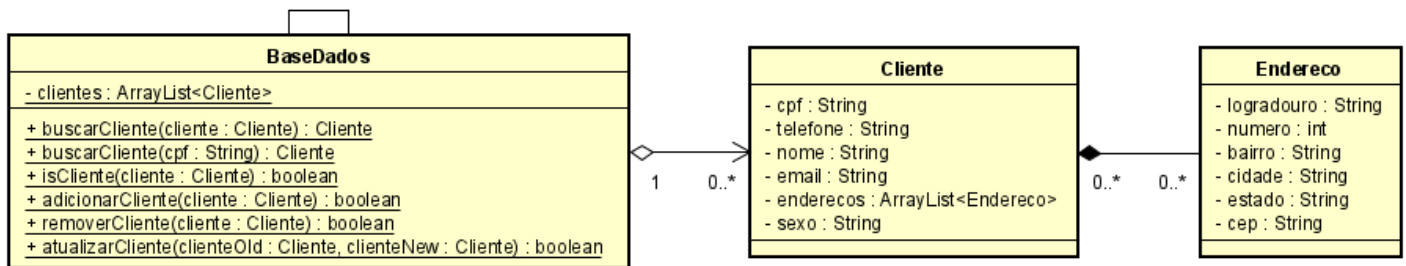 BaseDados
- clientes : ArrayList<Cliente>
+ buscarCliente(cliente : Cliente) : Cliente
+ buscarCliente(cpf : String) : Cliente
+ isCliente(cliente : Cliente) : boolean
+ adicionarCliente(cliente : Cliente) : boolean
+ removerCliente(cliente : Cliente) : boolean
+ atualizarCliente(clienteOld : Cliente, clienteNew : Cliente) : boolean
1
0..*
Cliente
- cpf : String
- telefone : String
- nome : String
- email : String
- enderecos : ArrayList<Endereco>
- sexo : String
0..*
0..*
Endereco
- logradouro : String
- numero : int
- bairro : String
- cidade : String
- estado : String
- cep : String